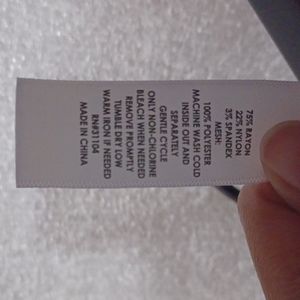 75% RAYON
22% NYLON
3% SPANDEX
MESH:
100% POLYESTER
MACHINE WASH COLD
INSIDE OUT AND
SEPARATELY
GENTLE CYCLE
ONLY NON-CHLORINE
BLEACH WHEN NEEDED
REMOVE PROMPTLY
TUMBLE DRY LOW
WARM IRON IF NEEDED
RN#31104
MADE IN CHINA